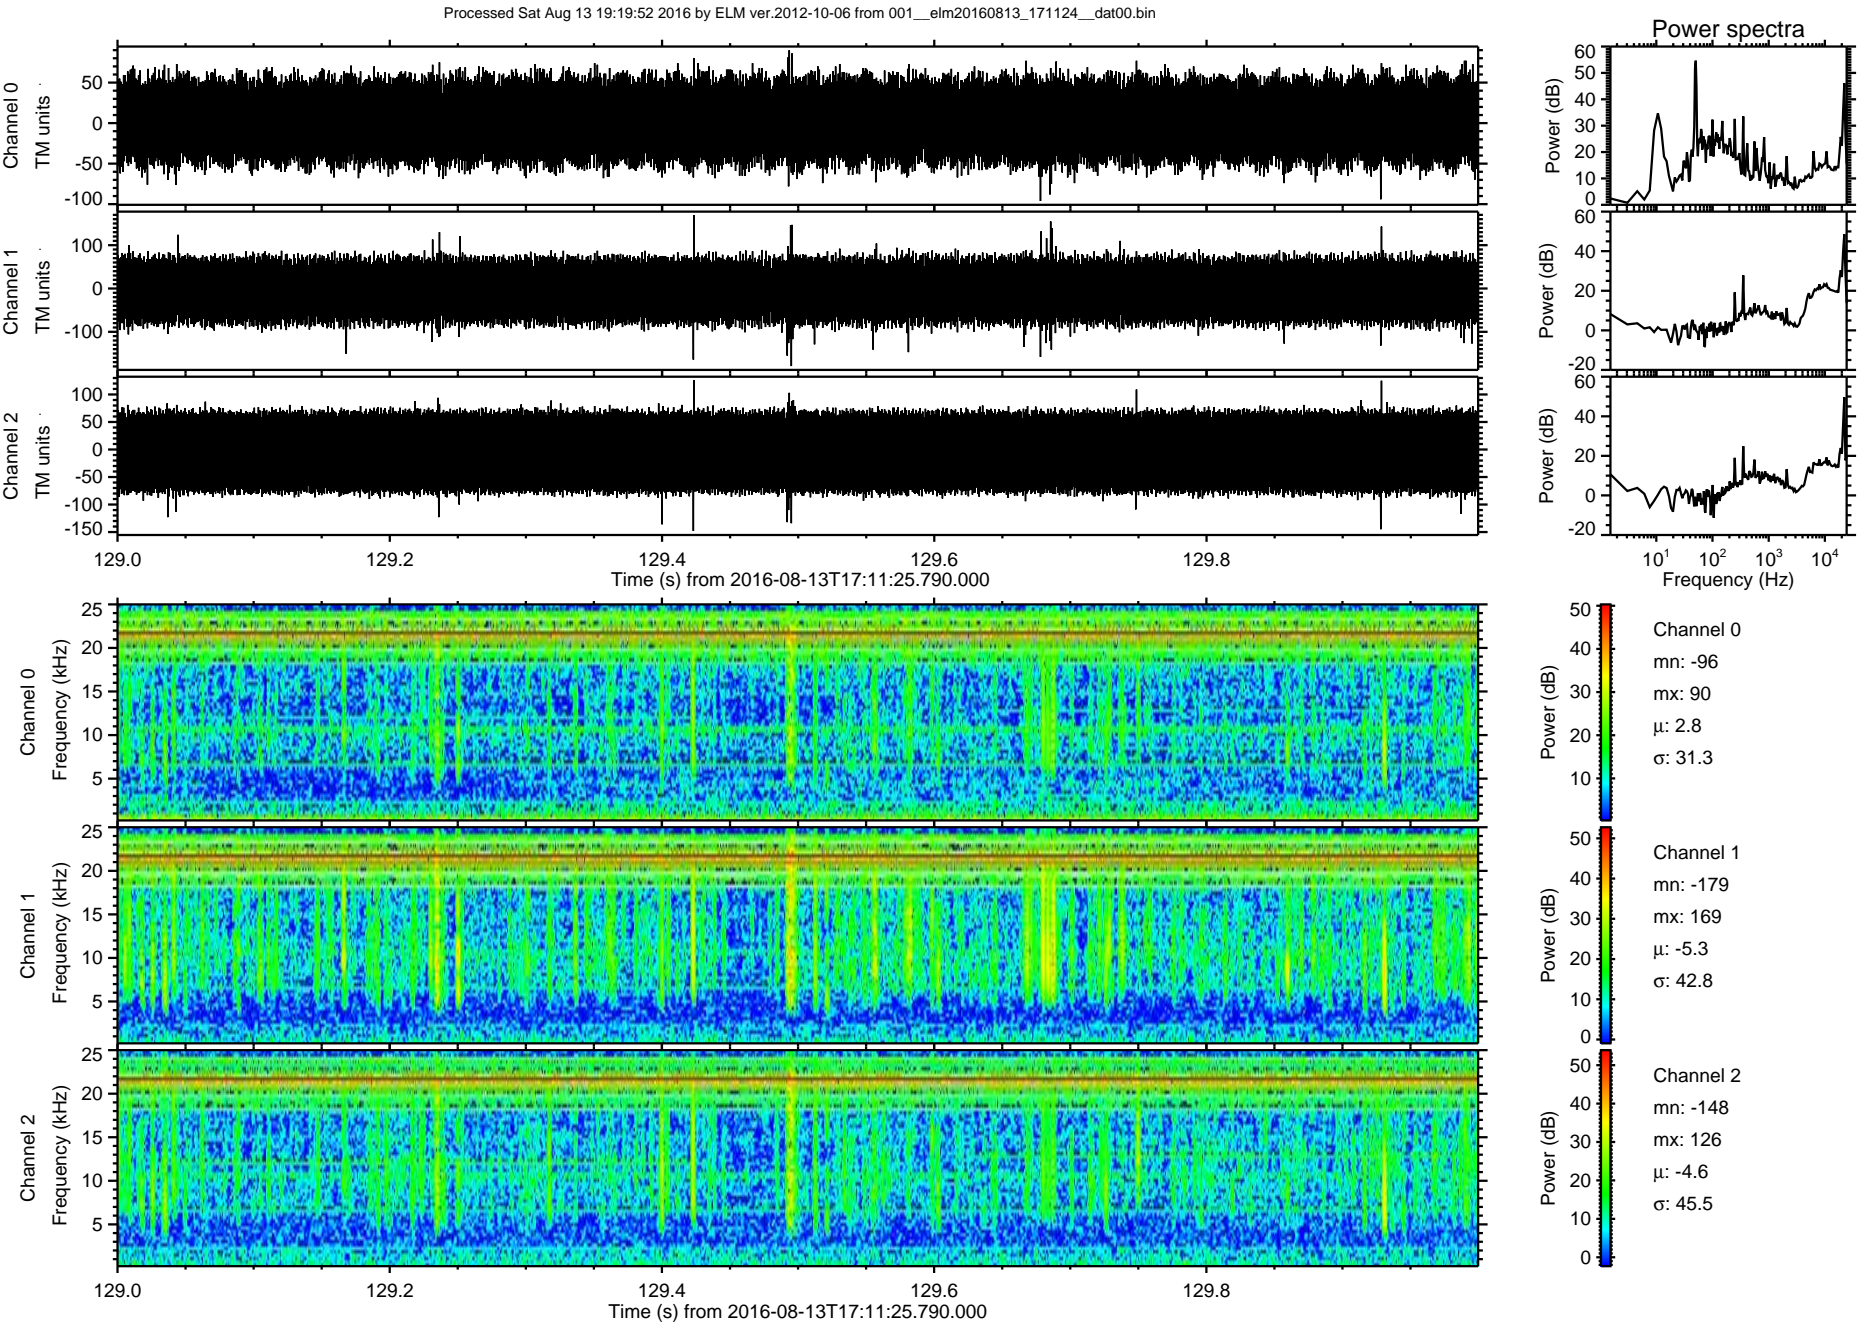 Processed Sat Aug 13 19:19:52 2016 by ELM ver.2012-10-06 from 001__elm20160813_171124__dat00.bin
Power spectra
Channel 0
TM units
50
0
-50
-100
Power (dB)
60
50
40
30
20
10
0
Channel 1
TM units
100
0
-100
Power (dB)
60
40
20
0
-20
Channel 2
TM units
100
50
0
-50
-100
-150
Power (dB)
60
40
20
0
-20
129.0 129.2 129.4 129.6 129.8
Time (s) from 2016-08-13T17:11:25.790.000
10¹ 10² 10³ 10⁴
Frequency (Hz)
Channel 0
Frequency (kHz)
25
20
15
10
5
Power (dB)
50
40
30
20
10
Channel 0
mn: -96
mx: 90
μ: 2.8
σ: 31.3
Channel 1
Frequency (kHz)
25
20
15
10
5
Power (dB)
50
40
30
20
10
0
Channel 1
mn: -179
mx: 169
μ: -5.3
σ: 42.8
Channel 2
Frequency (kHz)
25
20
15
10
5
Power (dB)
50
40
30
20
10
0
Channel 2
mn: -148
mx: 126
μ: -4.6
σ: 45.5
129.0 129.2 129.4 129.6 129.8
Time (s) from 2016-08-13T17:11:25.790.000